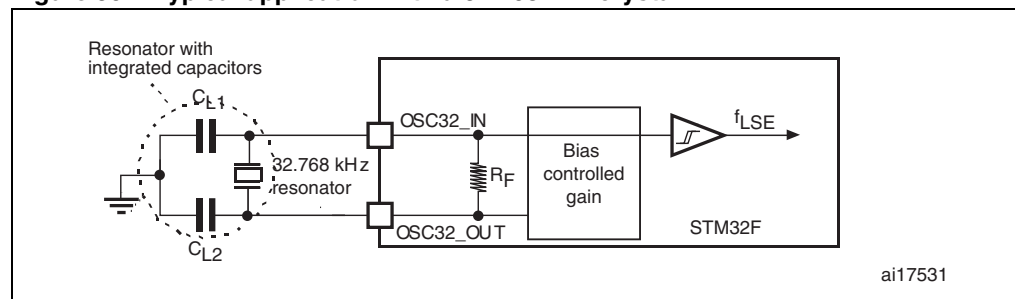 Resonator with
integrated capacitors
CL1
OSC32_IN
fLSE
32.768 kHz
resonator
RF
Bias
controlled
gain
OSC32_OUT
STM32F
CL2
ai17531